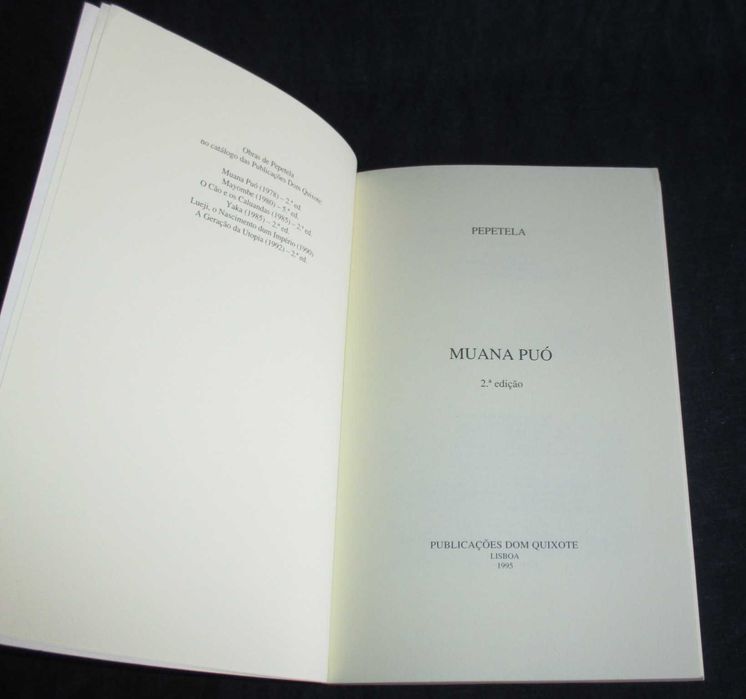 Obras de Pepetela
no catálogo das Publicações Dom Quixote
Muana Puó (1978) – 2.ª ed.
Mayombe (1980) – 5.ª ed.
O Cão e os Caluandas (1985) – 2.ª ed.
Yaka (1985) – 2.ª ed.
Lueji, o Nascimento dum Império (1990)
A Geração da Utopia (1992) – 2.ª ed.
PEPETELA
MUANA PUÓ
2.ª edição
PUBLICAÇÕES DOM QUIXOTE
LISBOA
1995